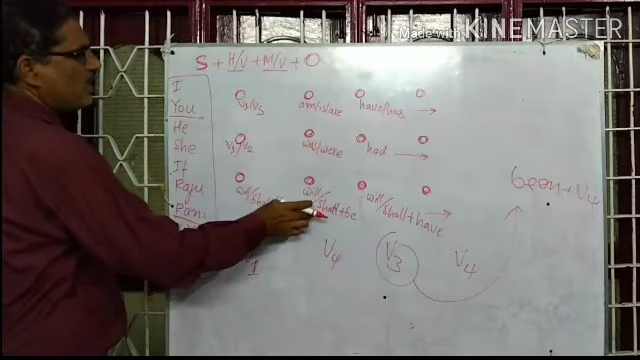 Made with KINEMASTER
S + H/V + M/V + O
I
You
He
She
It
Raju
Rani
V1/V5 am/is/are have/has →
V1/V2 was/were had →
will/shall will/shall+be will/shall+have →
been+V4
1 V4 V3 V4